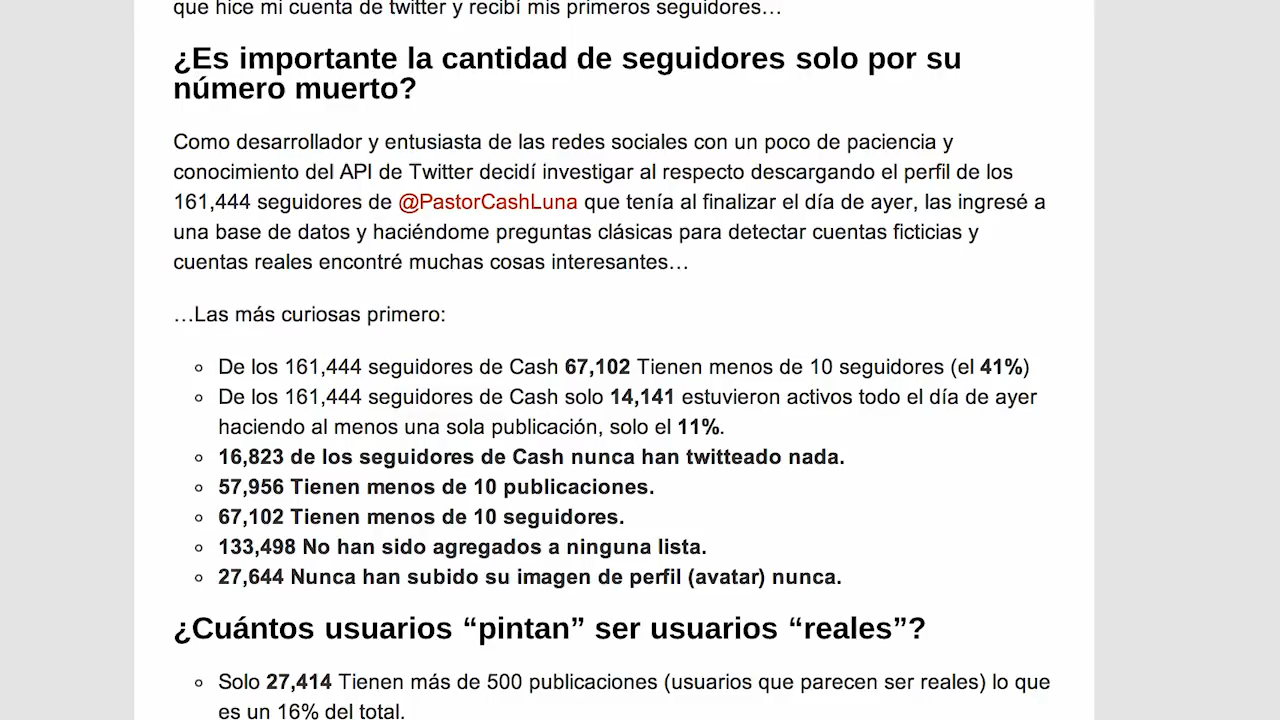 que hice mi cuenta de twitter y recibí mis primeros seguidores…
¿Es importante la cantidad de seguidores solo por su
número muerto?
Como desarrollador y entusiasta de las redes sociales con un poco de paciencia y
conocimiento del API de Twitter decidí investigar al respecto descargando el perfil de los
161,444 seguidores de @PastorCashLuna que tenía al finalizar el día de ayer, las ingresé a
una base de datos y haciéndome preguntas clásicas para detectar cuentas ficticias y
cuentas reales encontré muchas cosas interesantes…
…Las más curiosas primero:
De los 161,444 seguidores de Cash 67,102 Tienen menos de 10 seguidores (el 41%)
De los 161,444 seguidores de Cash solo 14,141 estuvieron activos todo el día de ayer
haciendo al menos una sola publicación, solo el 11%.
16,823 de los seguidores de Cash nunca han twitteado nada.
57,956 Tienen menos de 10 publicaciones.
67,102 Tienen menos de 10 seguidores.
133,498 No han sido agregados a ninguna lista.
27,644 Nunca han subido su imagen de perfil (avatar) nunca.
¿Cuántos usuarios “pintan” ser usuarios “reales”?
Solo 27,414 Tienen más de 500 publicaciones (usuarios que parecen ser reales) lo que
es un 16% del total.